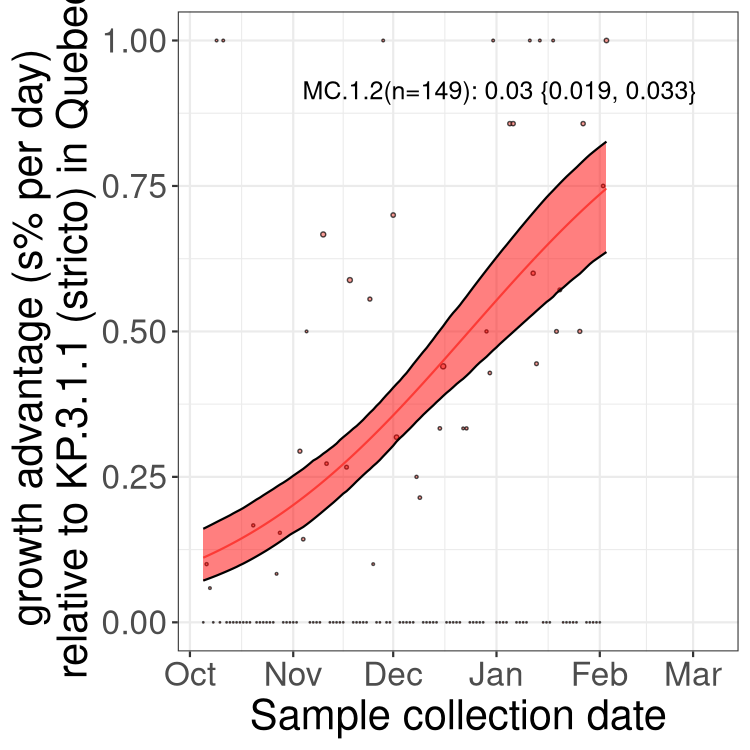 growth advantage (s% per day)
relative to KP.3.1.1 (stricto) in Quebec
1.00
0.75
0.50
0.25
0.00
MC.1.2(n=149): 0.03 {0.019, 0.033}
Oct Nov Dec Jan Feb Mar
Sample collection date